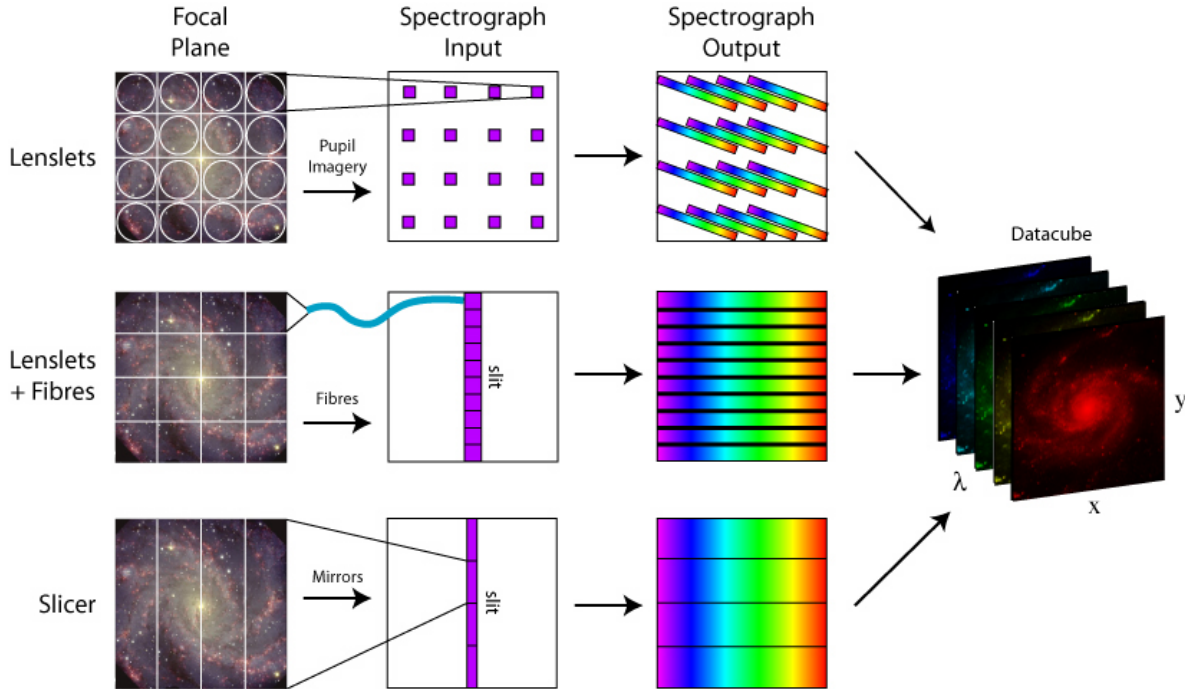 Focal
Plane
Spectrograph
Input
Spectrograph
Output
Lenslets
Pupil
Imagery
Datacube
Lenslets
+ Fibres
Fibres
slit
y
λ
x
Slicer
Mirrors
slit